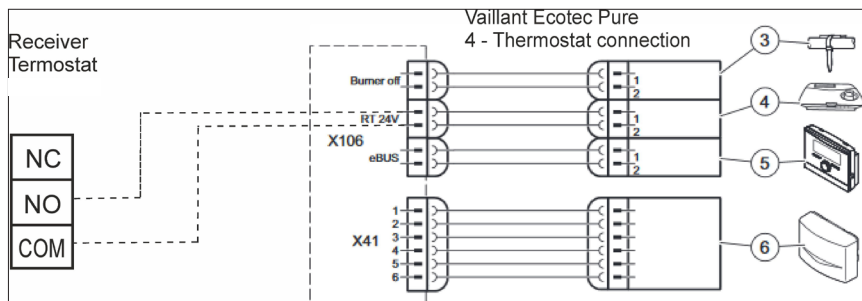 Vaillant Ecotec Pure
4 - Thermostat connection
Receiver
Termostat
3
Burner off
1
2
4
RT 24V
1
2
X106
NC
eBUS
1
2
5
NO
COM
X41
1
2
3
4
5
6
6